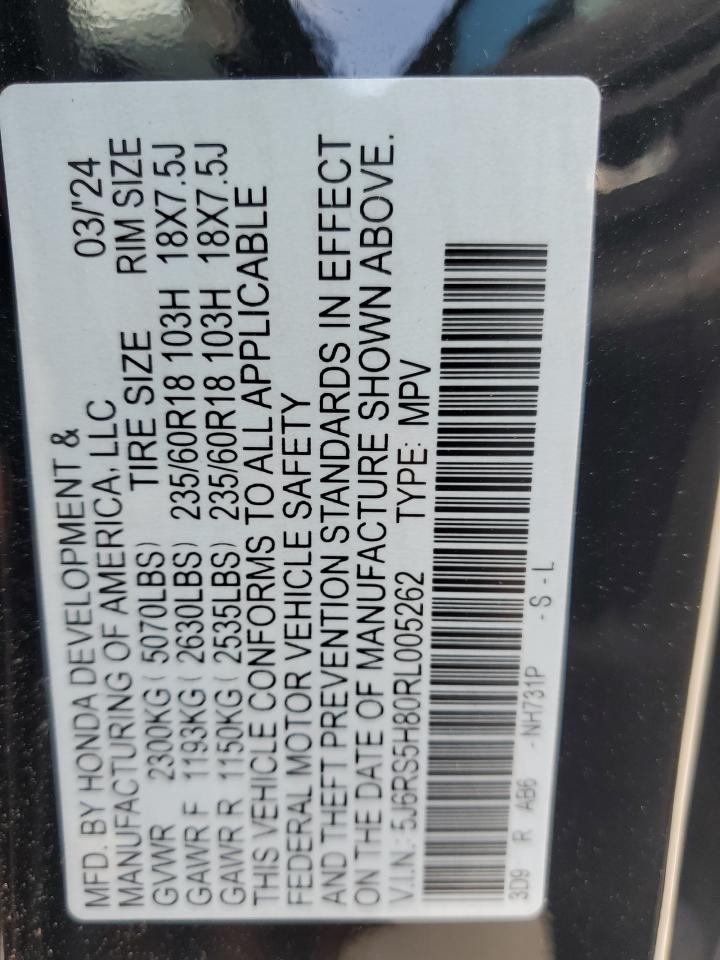 MFD. BY HONDA DEVELOPMENT &
MANUFACTURING OF AMERICA, LLC 03/'24
TIRE SIZE RIM SIZE
GVWR 2300KG ( 5070LBS)
GAWR F 1193KG ( 2630LBS) 235/60R18 103H 18X7.5J
GAWR R 1150KG ( 2535LBS) 235/60R18 103H 18X7.5J
THIS VEHICLE CONFORMS TO ALL APPLICABLE
FEDERAL MOTOR VEHICLE SAFETY
AND THEFT PREVENTION STANDARDS IN EFFECT
ON THE DATE OF MANUFACTURE SHOWN ABOVE.
V.I.N.: 5J6RS5H80RL005262 TYPE: MPV
3D9 R AB6 -NH731P -S-L